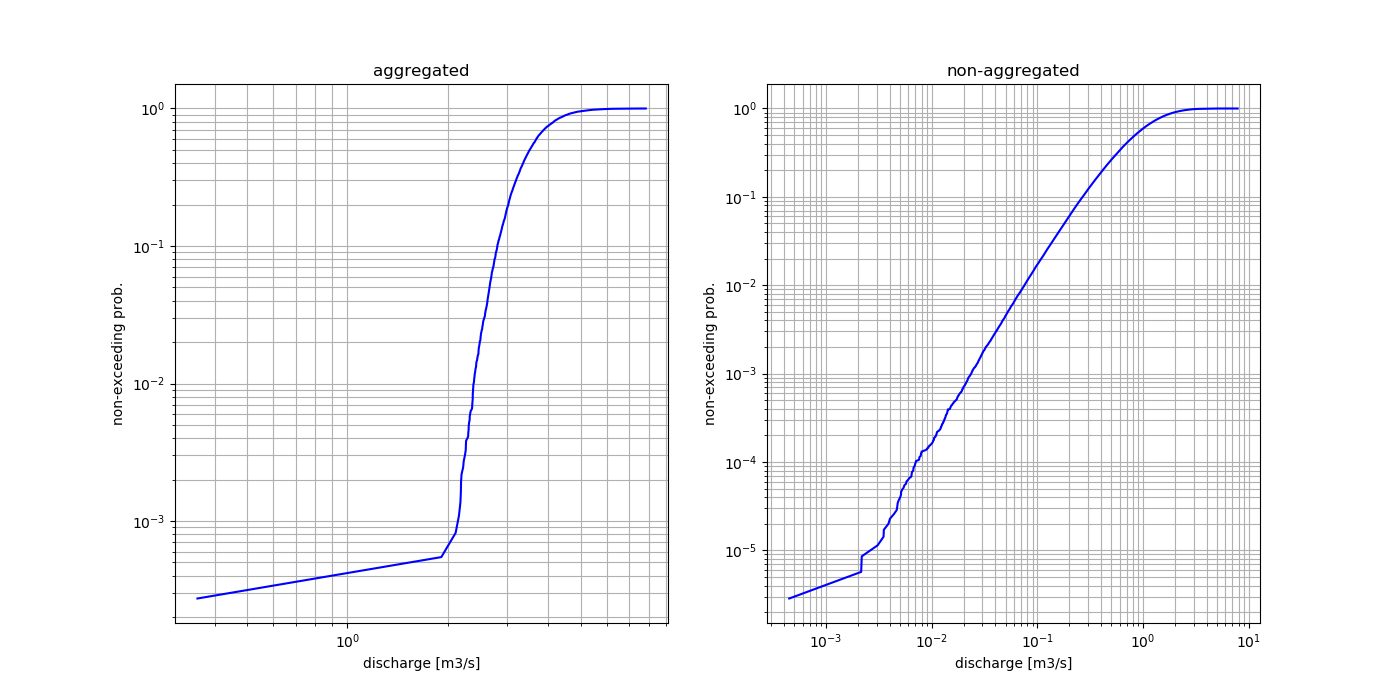 aggregated
non-exceeding prob.
10⁰
10⁻¹
10⁻²
10⁻³
10⁰
discharge [m3/s]
non-aggregated
non-exceeding prob.
10⁰
10⁻¹
10⁻²
10⁻³
10⁻⁴
10⁻⁵
10⁻³ 10⁻² 10⁻¹ 10⁰ 10¹
discharge [m3/s]